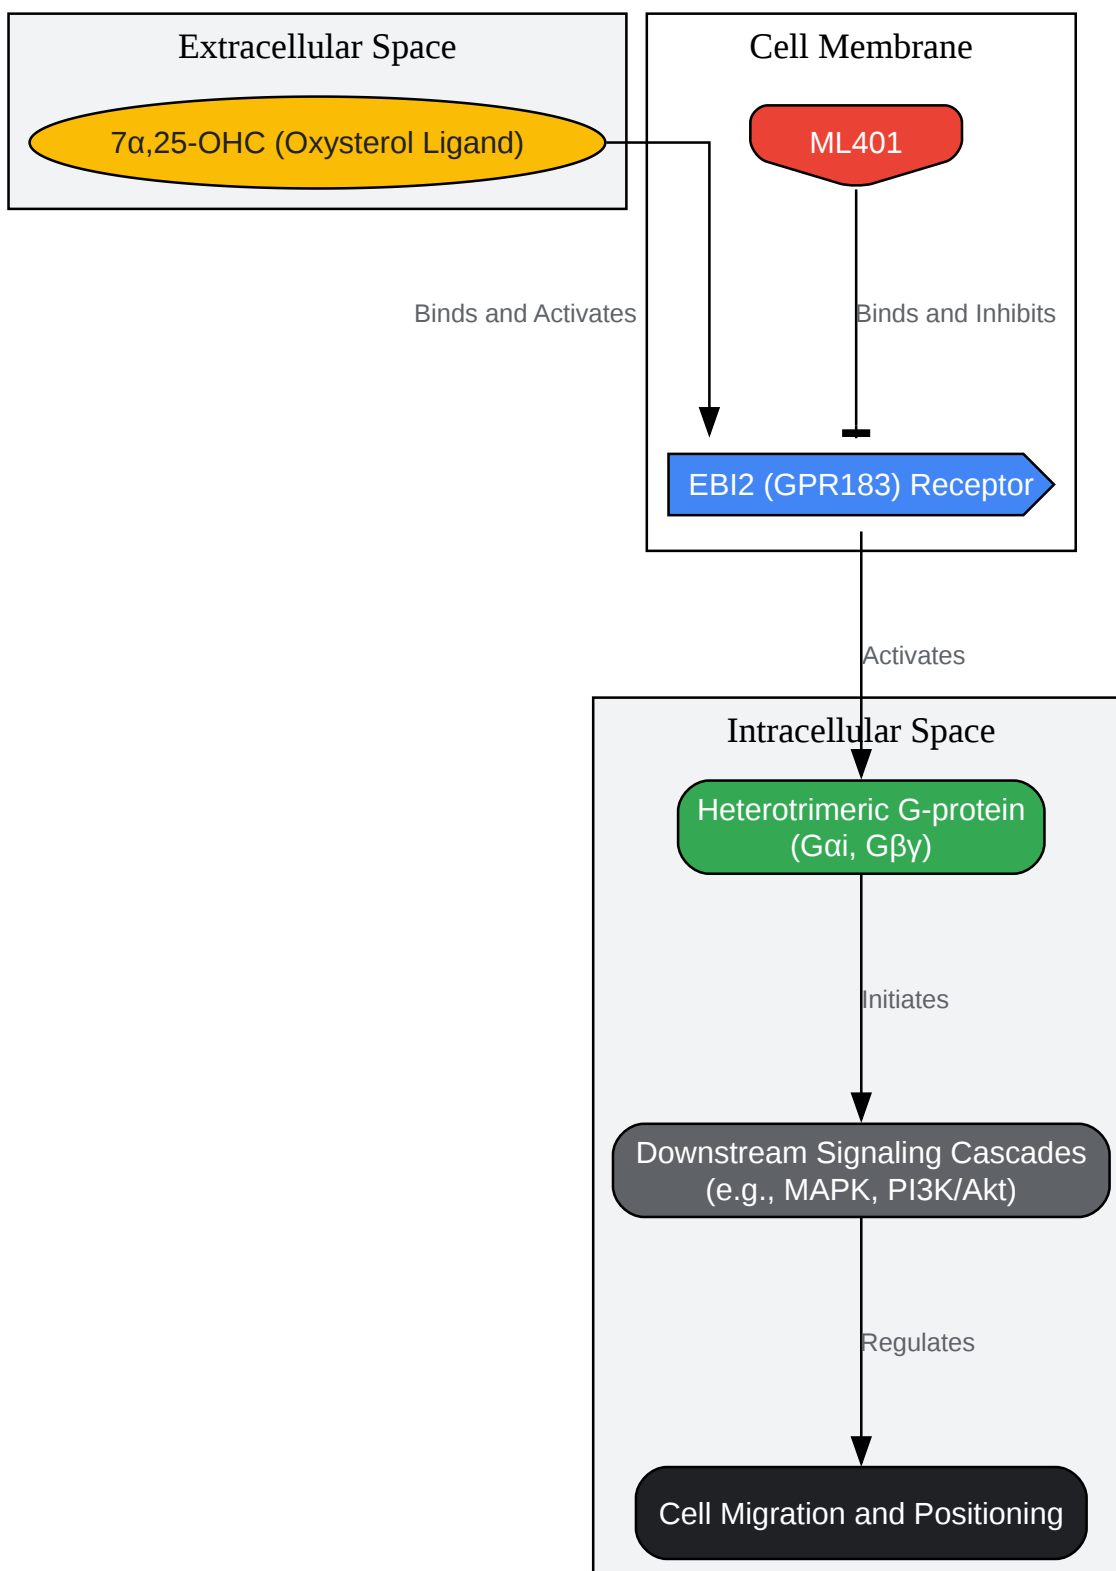 Extracellular Space
7α,25-OHC (Oxysterol Ligand)
Cell Membrane
ML401
Binds and Activates
Binds and Inhibits
EBI2 (GPR183) Receptor
Activates
Intracellular Space
Heterotrimeric G-protein
(Gαi, Gβγ)
Initiates
Downstream Signaling Cascades
(e.g., MAPK, PI3K/Akt)
Regulates
Cell Migration and Positioning